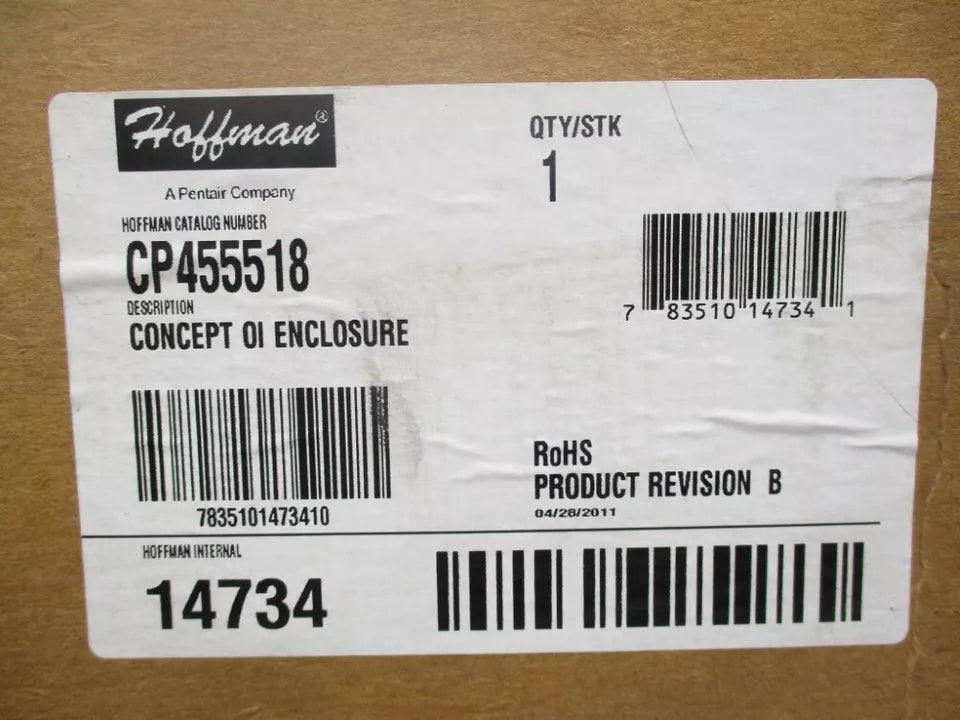 Hoffman®
A Pentair Company
QTY/STK
1
HOFFMAN CATALOG NUMBER
CP455518
DESCRIPTION
CONCEPT OI ENCLOSURE
7 83510 14734 1
7835101473410
RoHS
PRODUCT REVISION B
04/28/2011
HOFFMAN INTERNAL
14734